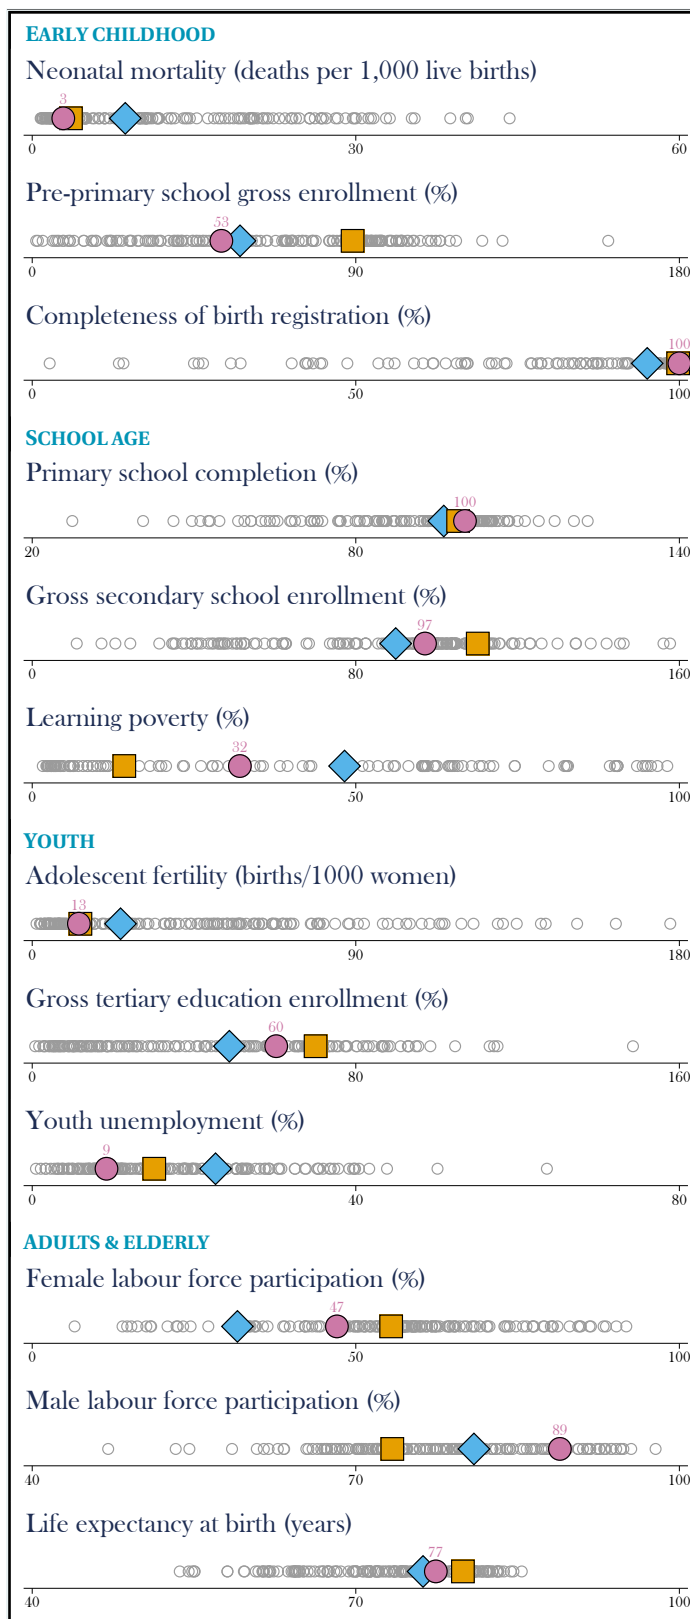 EARLY CHILDHOOD
Neonatal mortality (deaths per 1,000 live births)
3
0 30 60
Pre-primary school gross enrollment (%)
53
0 90 180
Completeness of birth registration (%)
100
0 50 100
SCHOOL AGE
Primary school completion (%)
100
20 80 140
Gross secondary school enrollment (%)
97
0 80 160
Learning poverty (%)
32
0 50 100
YOUTH
Adolescent fertility (births/1000 women)
13
0 90 180
Gross tertiary education enrollment (%)
60
0 80 160
Youth unemployment (%)
9
0 40 80
ADULTS & ELDERLY
Female labour force participation (%)
47
0 50 100
Male labour force participation (%)
89
40 70 100
Life expectancy at birth (years)
77
40 70 100